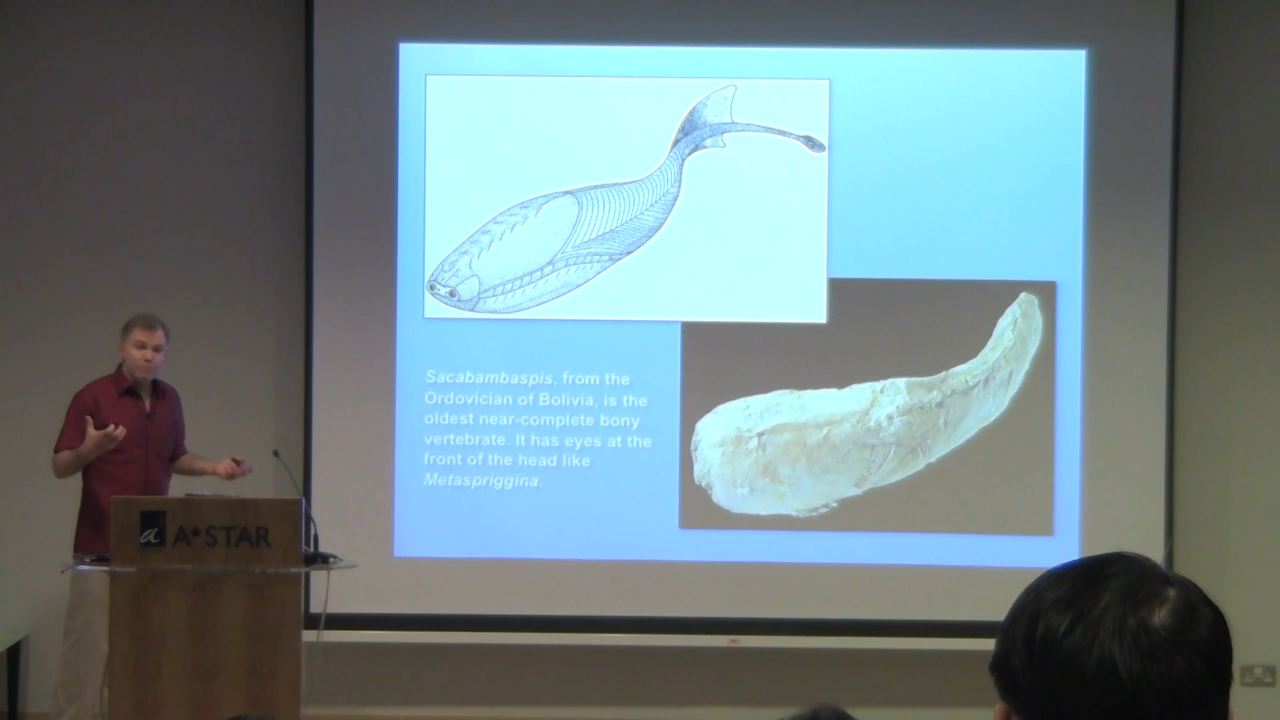 Sacabambaspis, from the
Ordovician of Bolivia, is the
oldest near-complete bony
vertebrate. It has eyes at the
front of the head like
Metaspriggina.
a A*STAR